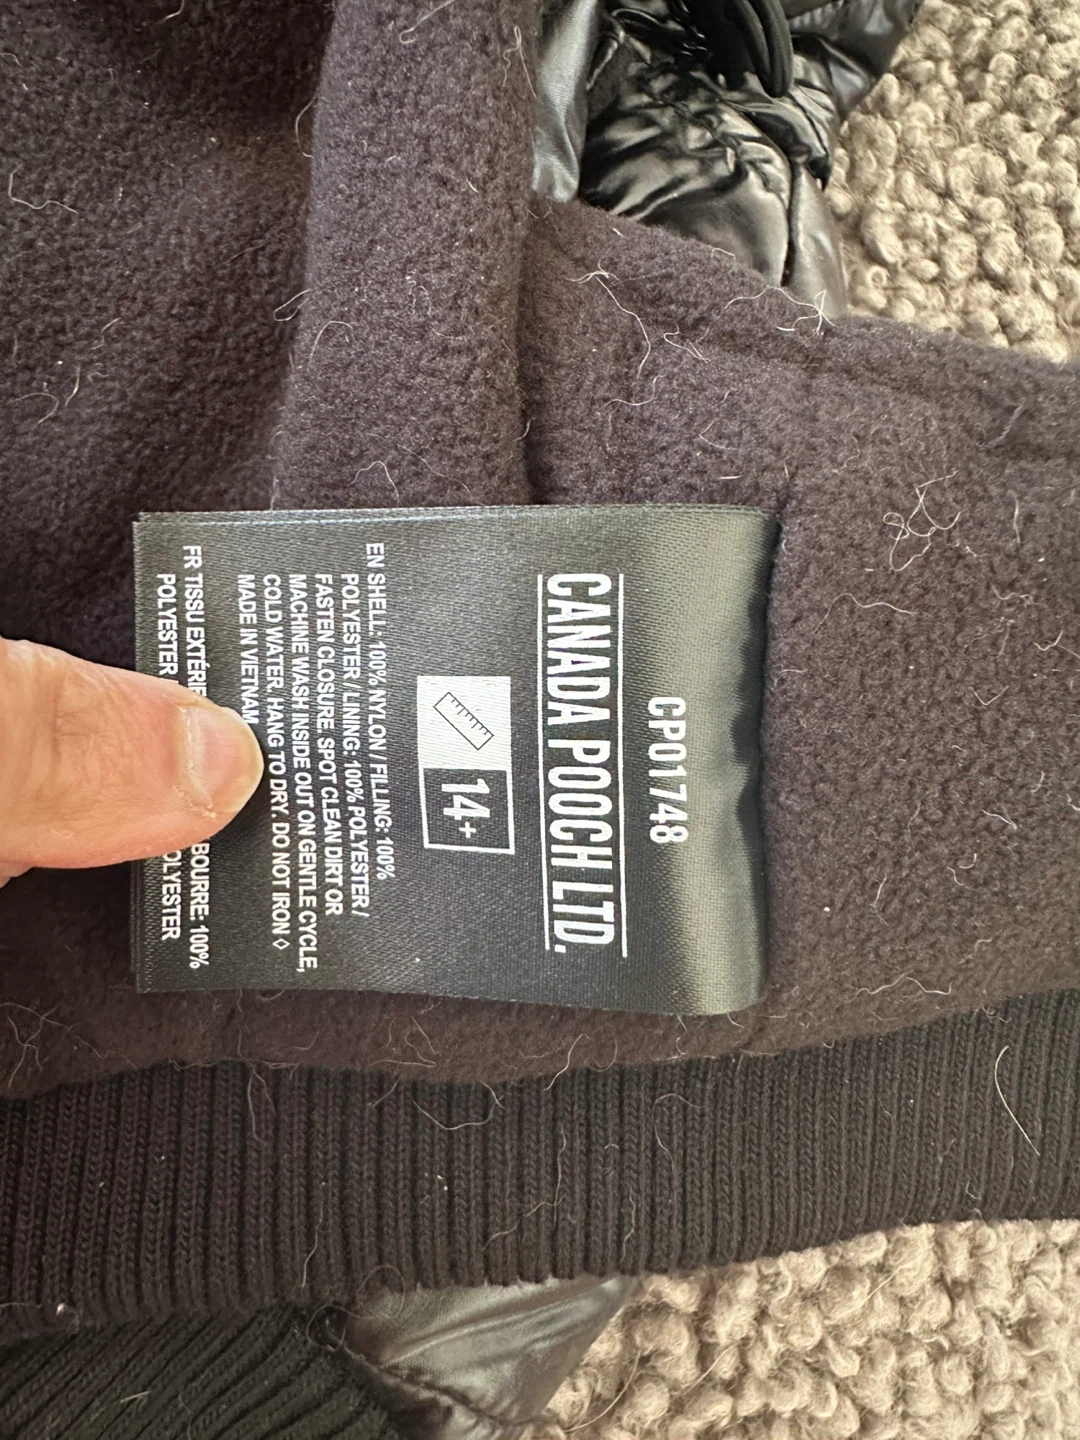 CP01748
CANADA POOCH LTD.
14+
EN SHELL: 100% NYLON / FILLING: 100%
POLYESTER / LINING: 100% POLYESTER /
FASTEN CLOSURE. SPOT CLEAN DIRT OR
MACHINE WASH INSIDE OUT ON GENTLE CYCLE,
COLD WATER. HANG TO DRY. DO NOT IRON ◊
MADE IN VIETNAM
FR TISSU BOURRE: 100%
POLYESTER